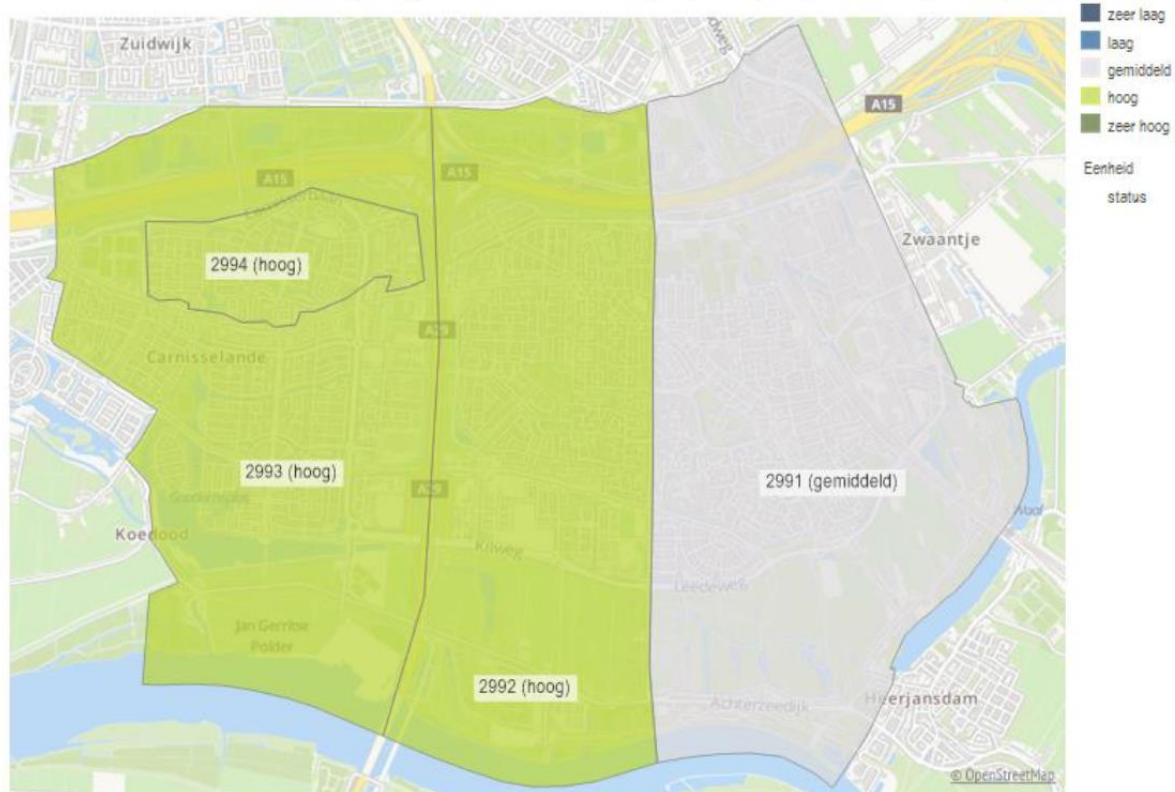 zeer laag
laag
gemiddeld
hoog
zeer hoog
Eenheid
status
Zuidwijk
A15
A15
A15
Zwaantje
2994 (hoog)
Carnisselande
A29
2993 (hoog)
2991 (gemiddeld)
A29
Koedood
Kilweg
Waal
Leedeweg
Jan Gerritse
Polder
2992 (hoog)
Achterzeedijk
Heerjansdam
© OpenStreetMap